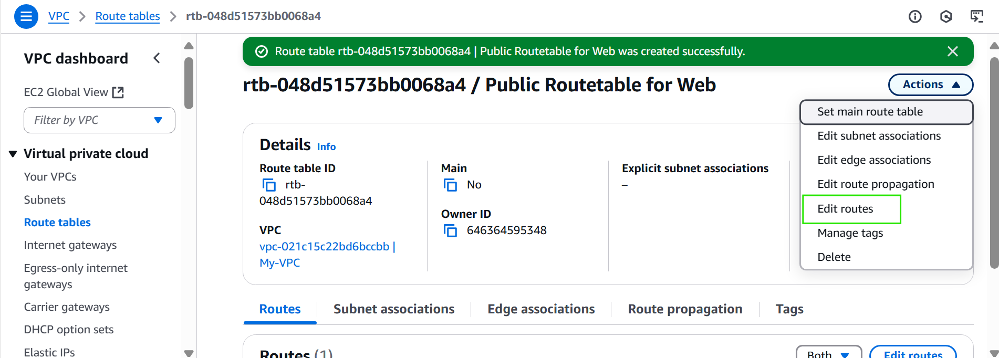 VPC > Route tables > rtb-048d51573bb0068a4
VPC dashboard
EC2 Global View
Filter by VPC
Virtual private cloud
Your VPCs
Subnets
Route tables
Internet gateways
Egress-only internet
gateways
Carrier gateways
DHCP option sets
Elastic IPs
Route table rtb-048d51573bb0068a4 | Public Routetable for Web was created successfully.
rtb-048d51573bb0068a4 / Public Routetable for Web
Actions
Set main route table
Edit subnet associations
Edit edge associations
Edit route propagation
Edit routes
Manage tags
Delete
Details Info
Route table ID
rtb-
048d51573bb0068a4
VPC
vpc-021c15c22bd6bccbb |
My-VPC
Main
No
Owner ID
646364595348
Explicit subnet associations
–
Routes
Subnet associations
Edge associations
Route propagation
Tags
Routes (1)
Both
Edit routes